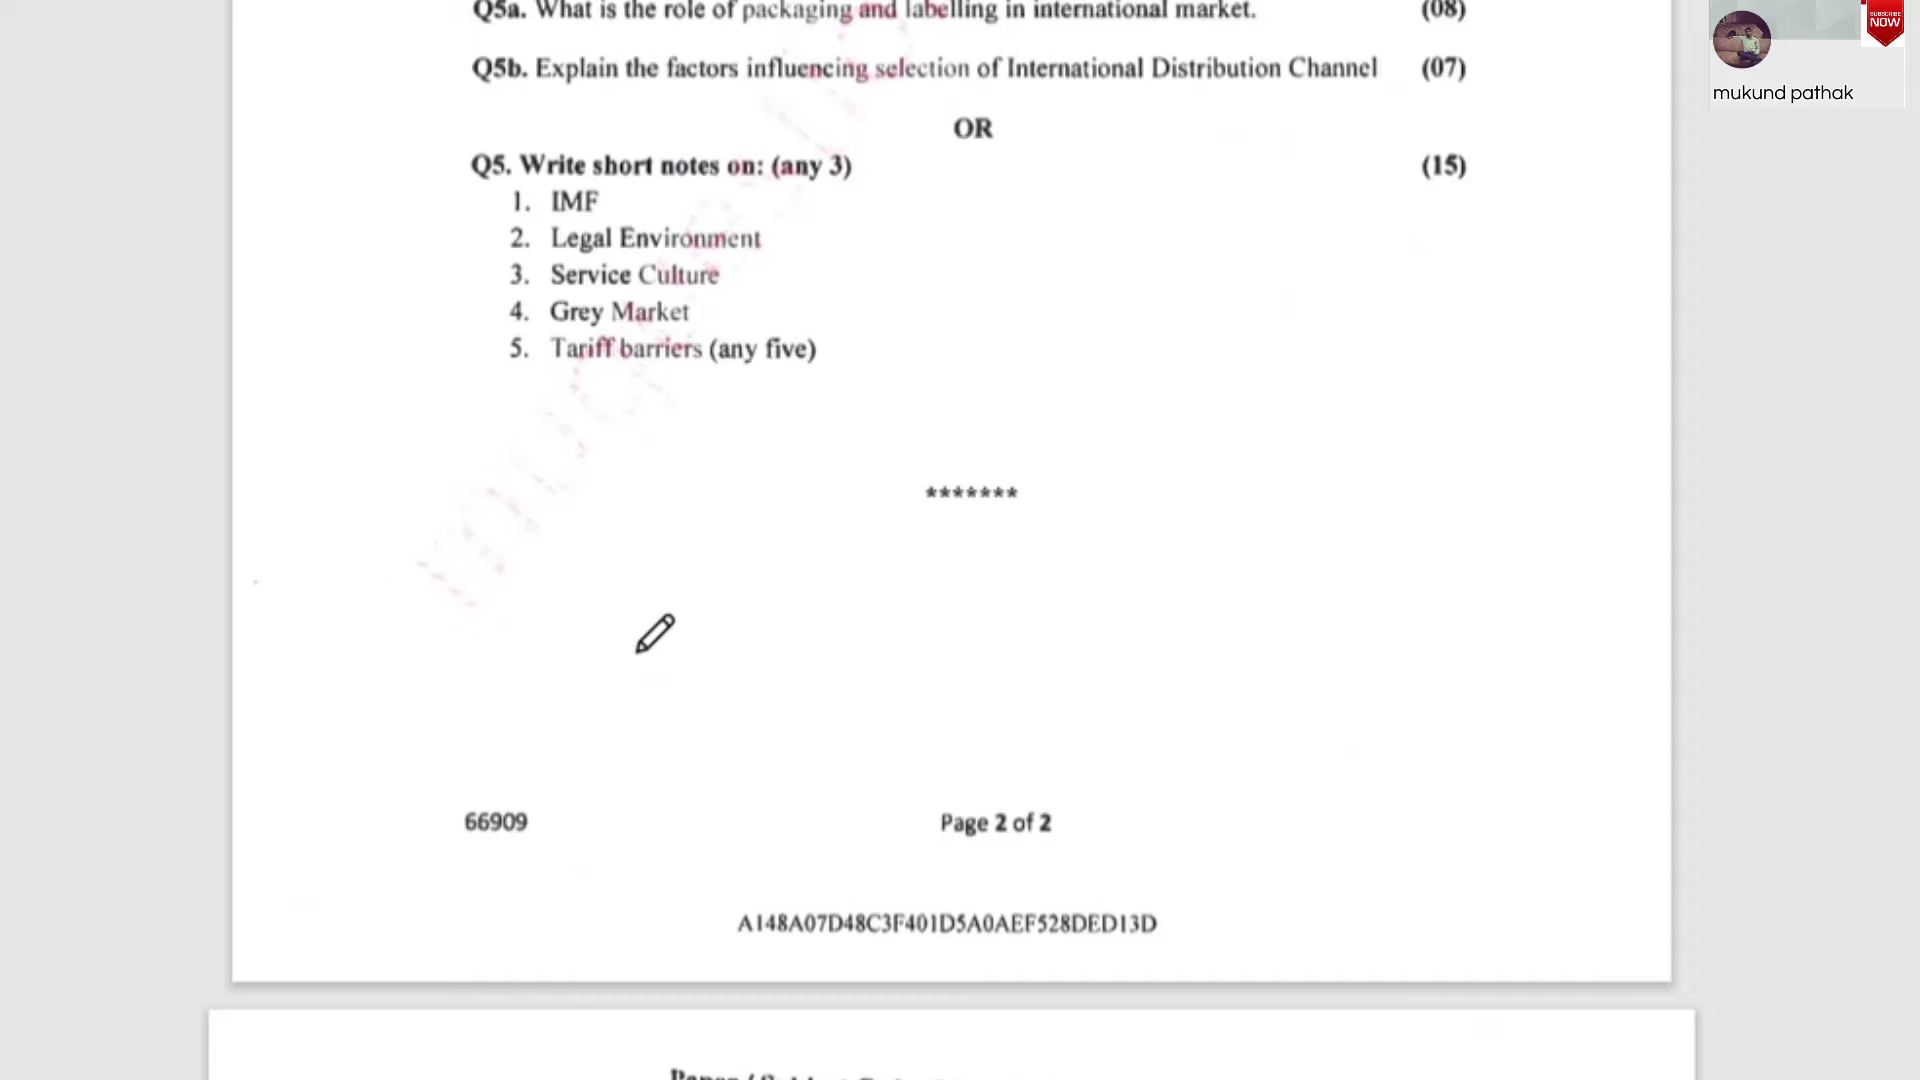 Q5a. What is the role of packaging and labelling in international market. (08)
Q5b. Explain the factors influencing selection of International Distribution Channel (07)
OR
Q5. Write short notes on: (any 3) (15)
1. IMF
2. Legal Environment
3. Service Culture
4. Grey Market
5. Tariff barriers (any five)
*******
66909 Page 2 of 2
A148A07D48C3F401D5A0AEF528DED13D
SUBSCRIBE
NOW
mukund pathak